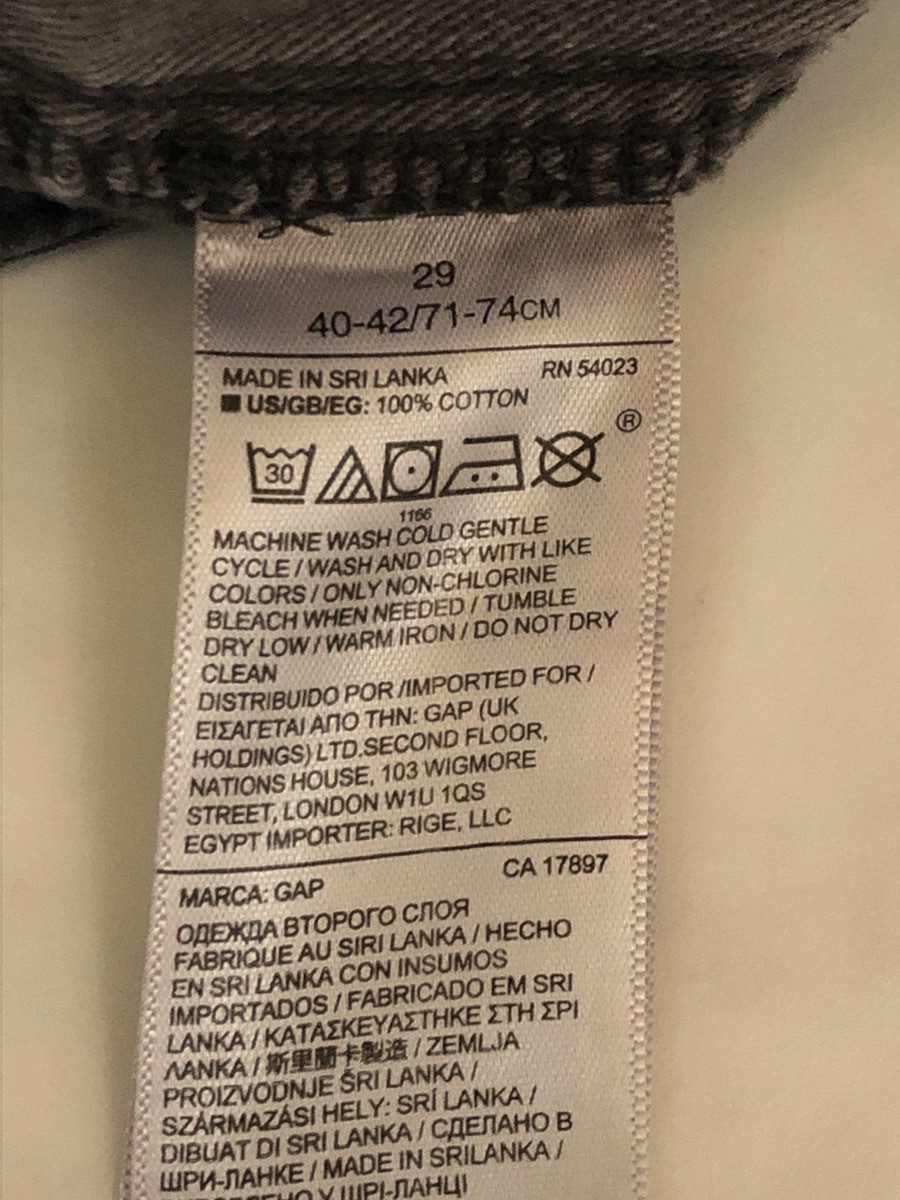 29
40-42/71-74CM
MADE IN SRI LANKA RN 54023
US/GB/EG: 100% COTTON
®
30
1166
MACHINE WASH COLD GENTLE
CYCLE / WASH AND DRY WITH LIKE
COLORS / ONLY NON-CHLORINE
BLEACH WHEN NEEDED / TUMBLE
DRY LOW / WARM IRON / DO NOT DRY
CLEAN
DISTRIBUIDO POR /IMPORTED FOR /
ΕΙΣΑΓΕΤΑΙ ΑΠΟ ΤΗΝ: GAP (UK
HOLDINGS) LTD.SECOND FLOOR,
NATIONS HOUSE, 103 WIGMORE
STREET, LONDON W1U 1QS
EGYPT IMPORTER: RIGE, LLC
MARCA: GAP CA 17897
ОДЕЖДА ВТОРОГО СЛОЯ
FABRIQUE AU SIRI LANKA / HECHO
EN SRI LANKA CON INSUMOS
IMPORTADOS / FABRICADO EM SRI
LANKA / ΚΑΤΑΣΚΕΥΑΣΤΗΚΕ ΣΤΗ ΣΡΙ
ΛΑΝΚΑ / 斯里蘭卡製造 / ZEMLJA
PROIZVODNJE ŠRI LANKA /
SZÁRMAZÁSI HELY: SRÍ LANKA /
DIBUAT DI SRI LANKA / СДЕЛАНО В
ШРИ-ЛАНКЕ / MADE IN SRILANKA /
У ШРІ-ЛАНЦІ